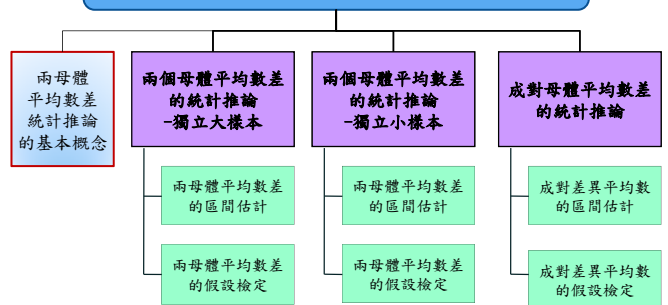 兩母體
平均數差
統計推論
的基本概念
兩個母體平均數差
的統計推論
-獨立大樣本
兩個母體平均數差
的統計推論
-獨立小樣本
成對母體平均數差
的統計推論
兩母體平均數差
的區間估計
兩母體平均數差
的區間估計
成對差異平均數
的區間估計
兩母體平均數差
的假設檢定
兩母體平均數差
的假設檢定
成對差異平均數
的假設檢定